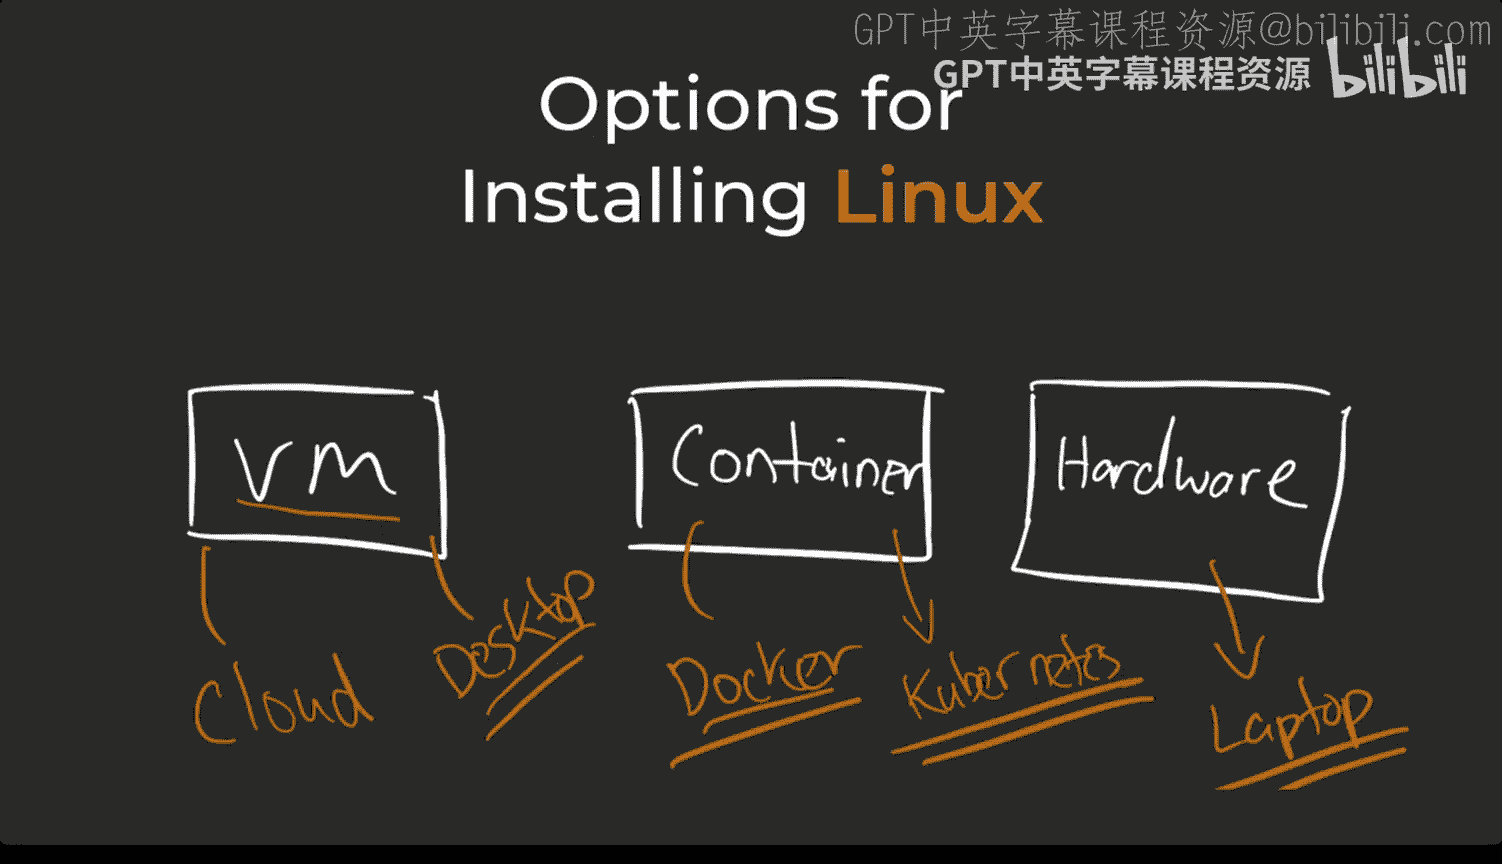 GPT中英字幕课程资源@bilibili.com
GPT中英字幕课程资源 bilibili
Options for
Installing Linux
VM
Container
Hardware
Cloud
Desktop
Docker
Kubernetes
Laptop